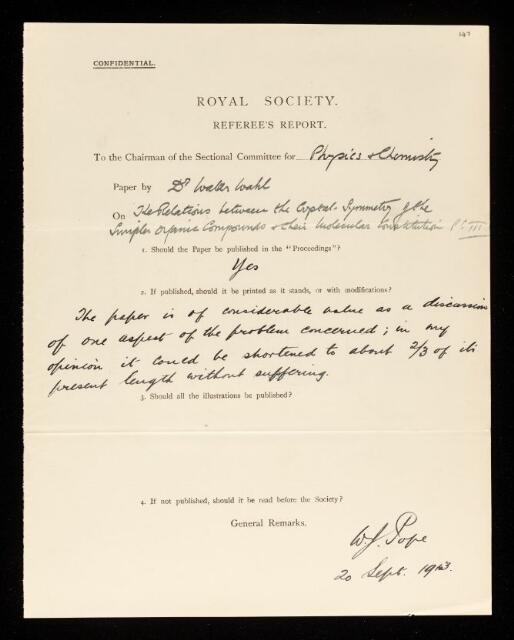 147
CONFIDENTIAL.
ROYAL SOCIETY.
REFEREE'S REPORT.
To the Chairman of the Sectional Committee for Physics & Chemistry
Paper by Dr Walter Wahl
On The Relations between the Crystal-Symmetry of the
Simpler Organic Compounds & their Molecular Constitution Pt III
1. Should the Paper be published in the "Proceedings"?
Yes
2. If published, should it be printed as it stands, or with modifications?
The paper is of considerable value as a discussion
of one aspect of the problem concerned; in my
opinion it could be shortened to about 2/3 of its
present length without suffering.
3. Should all the illustrations be published?
4. If not published, should it be read before the Society?
General Remarks.
W. J. Pope
20 Sept. 1913.